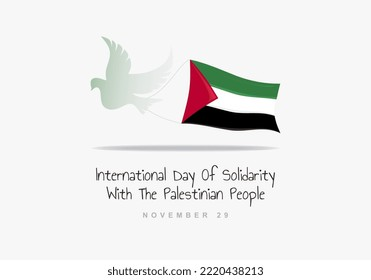 International Day Of Solidarity
With The Palestinian People
NOVEMBER 29
shutterstock.com · 2220438213